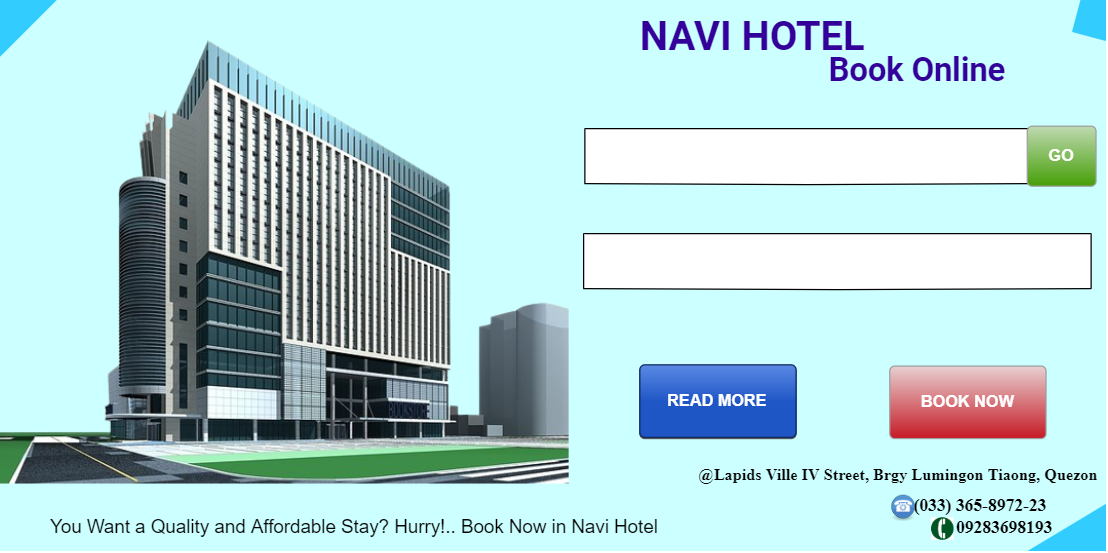 NAVI HOTEL
Book Online
GO
READ MORE
BOOK NOW
BOOKSTORE
@Lapids Ville IV Street, Brgy Lumingon Tiaong, Quezon
(033) 365-8972-23
09283698193
You Want a Quality and Affordable Stay? Hurry!.. Book Now in Navi Hotel